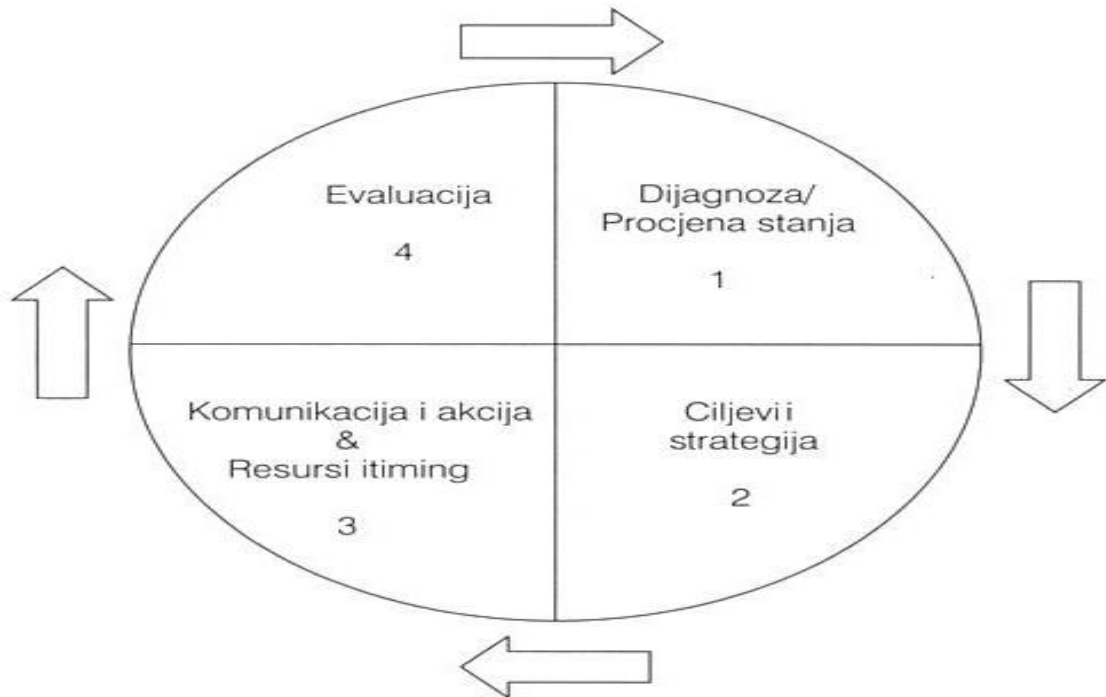 Evaluacija
4
Dijagnoza/
Procjena stanja
1
Komunikacija i akcija
&
Resursi itiming
3
Ciljevi i
strategija
2